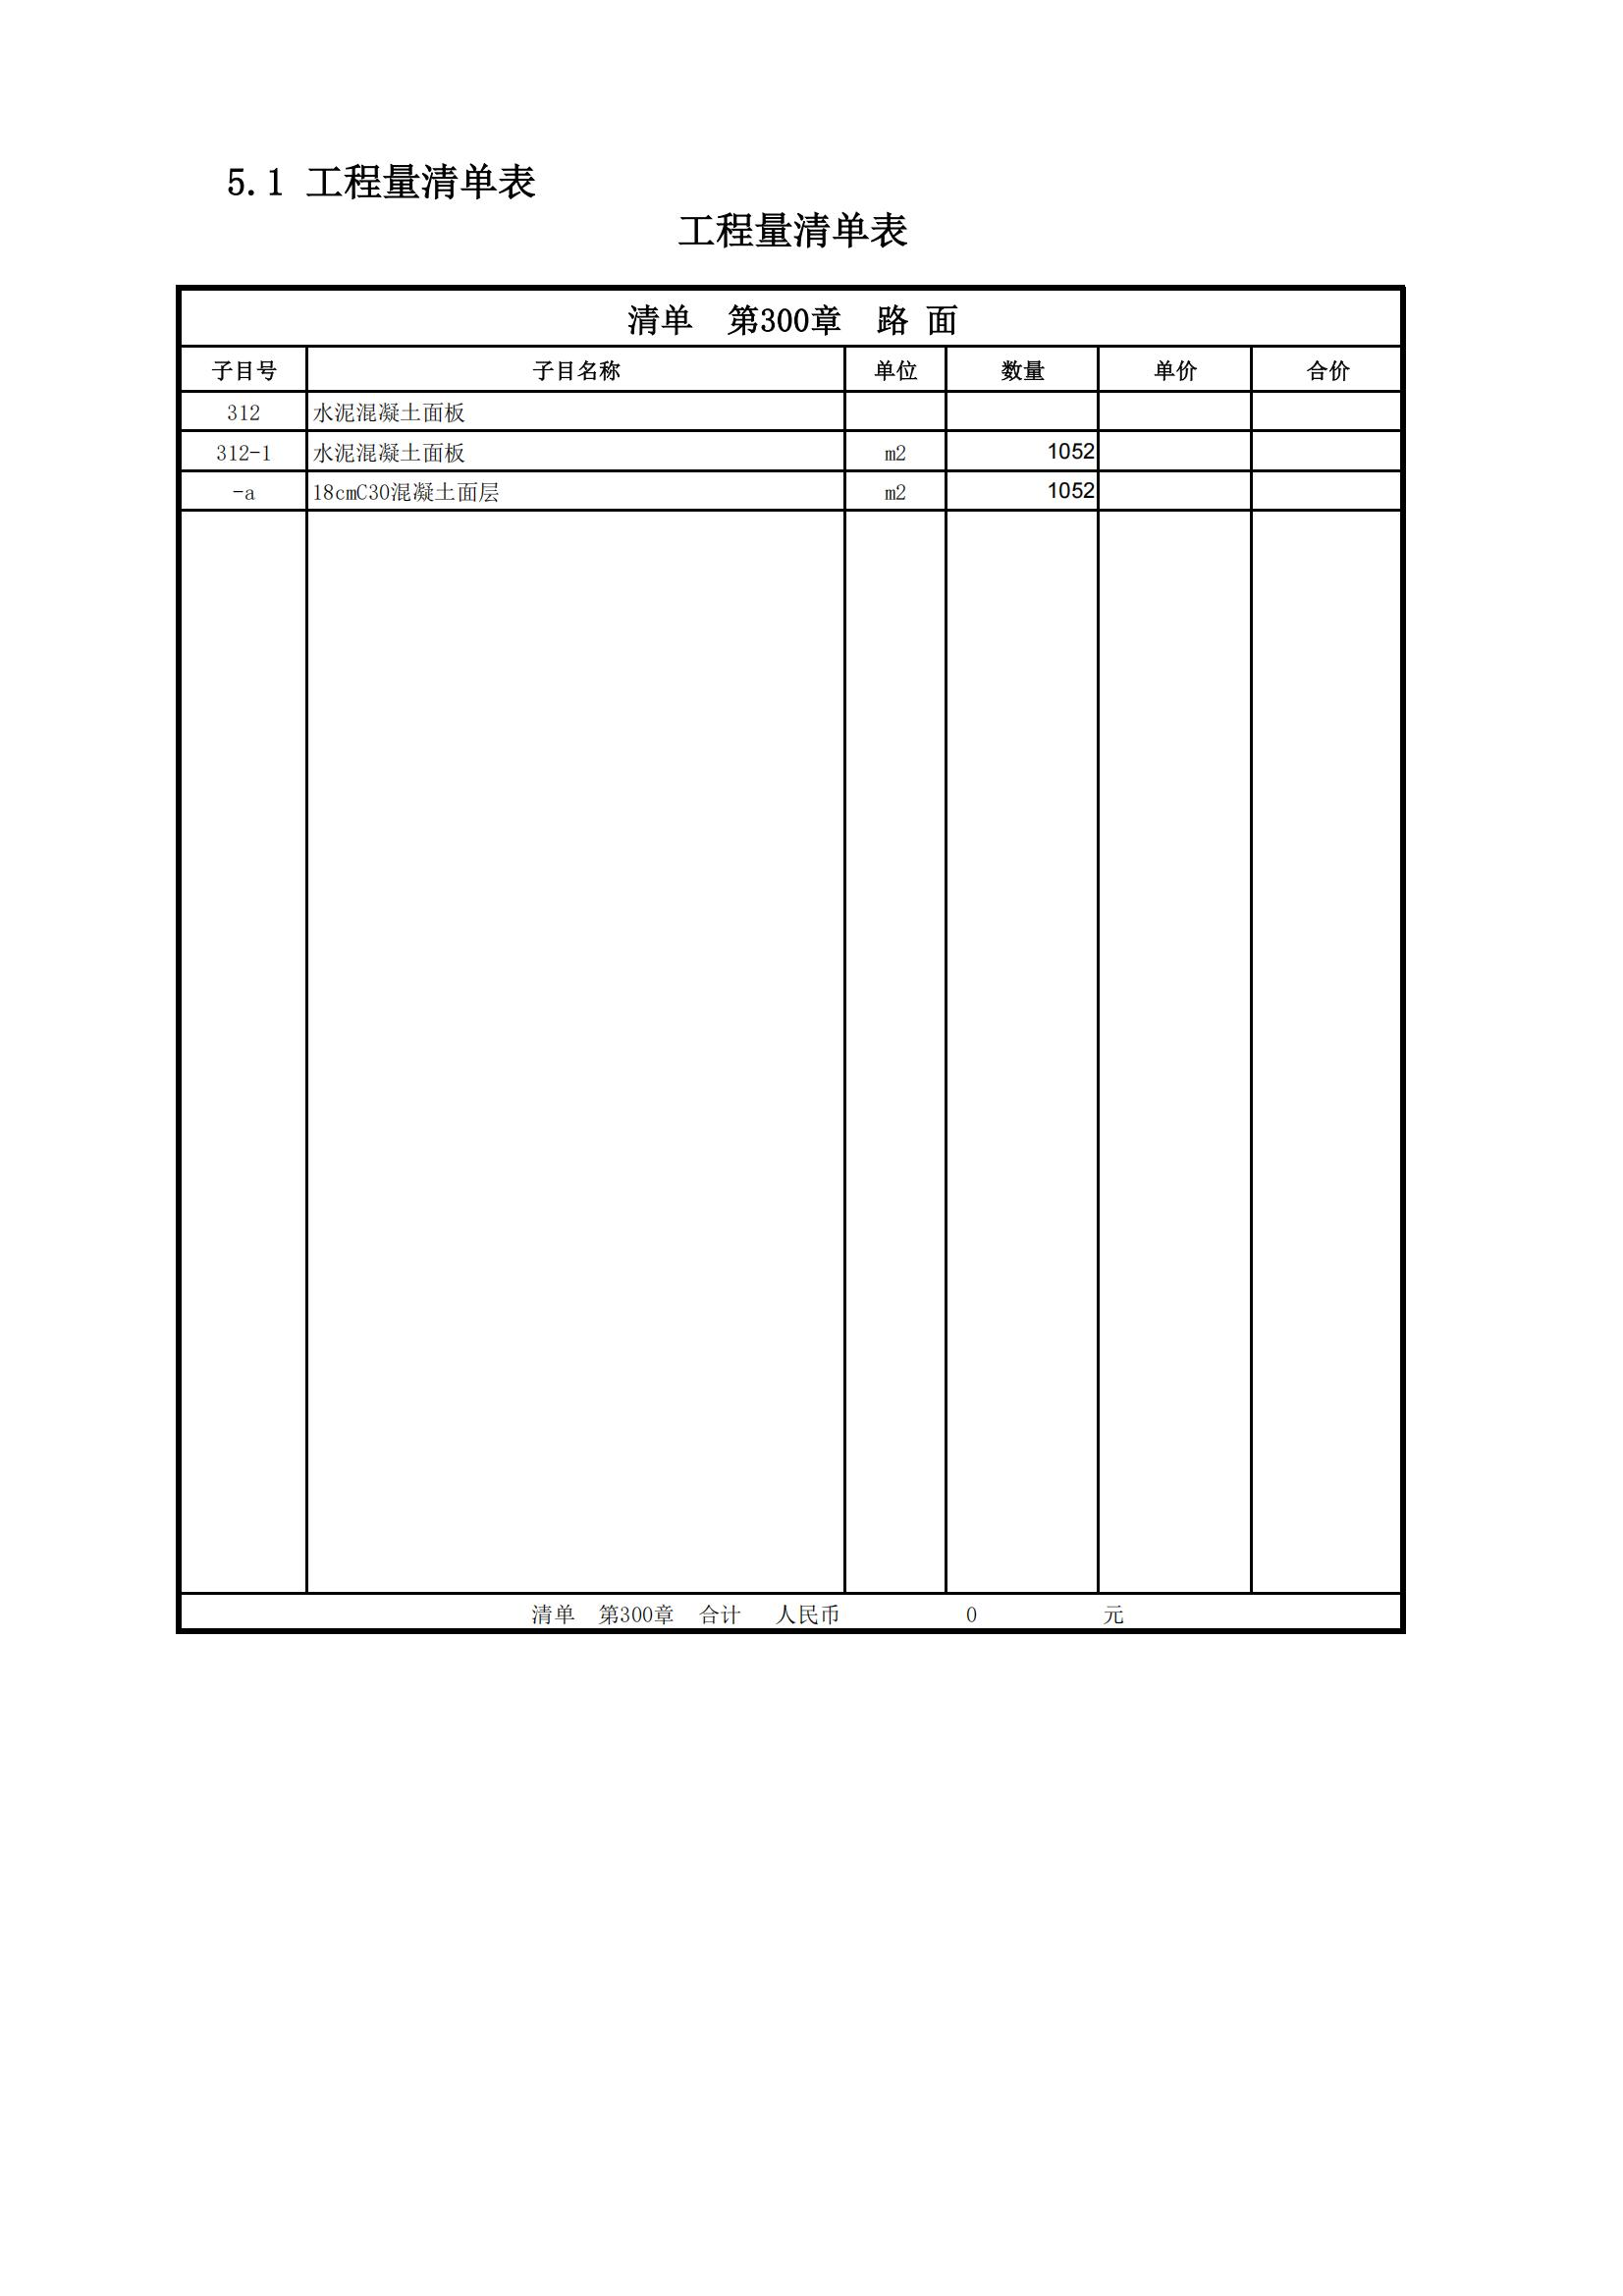 5.1 工程量清单表
工程量清单表
清单 第300章 路 面
子目号 子目名称 单位 数量 单价 合价
312 水泥混凝土面板
312-1 水泥混凝土面板 m2 1052
-a 18cmC30混凝土面层 m2 1052
清单 第300章 合计 人民币 0 元